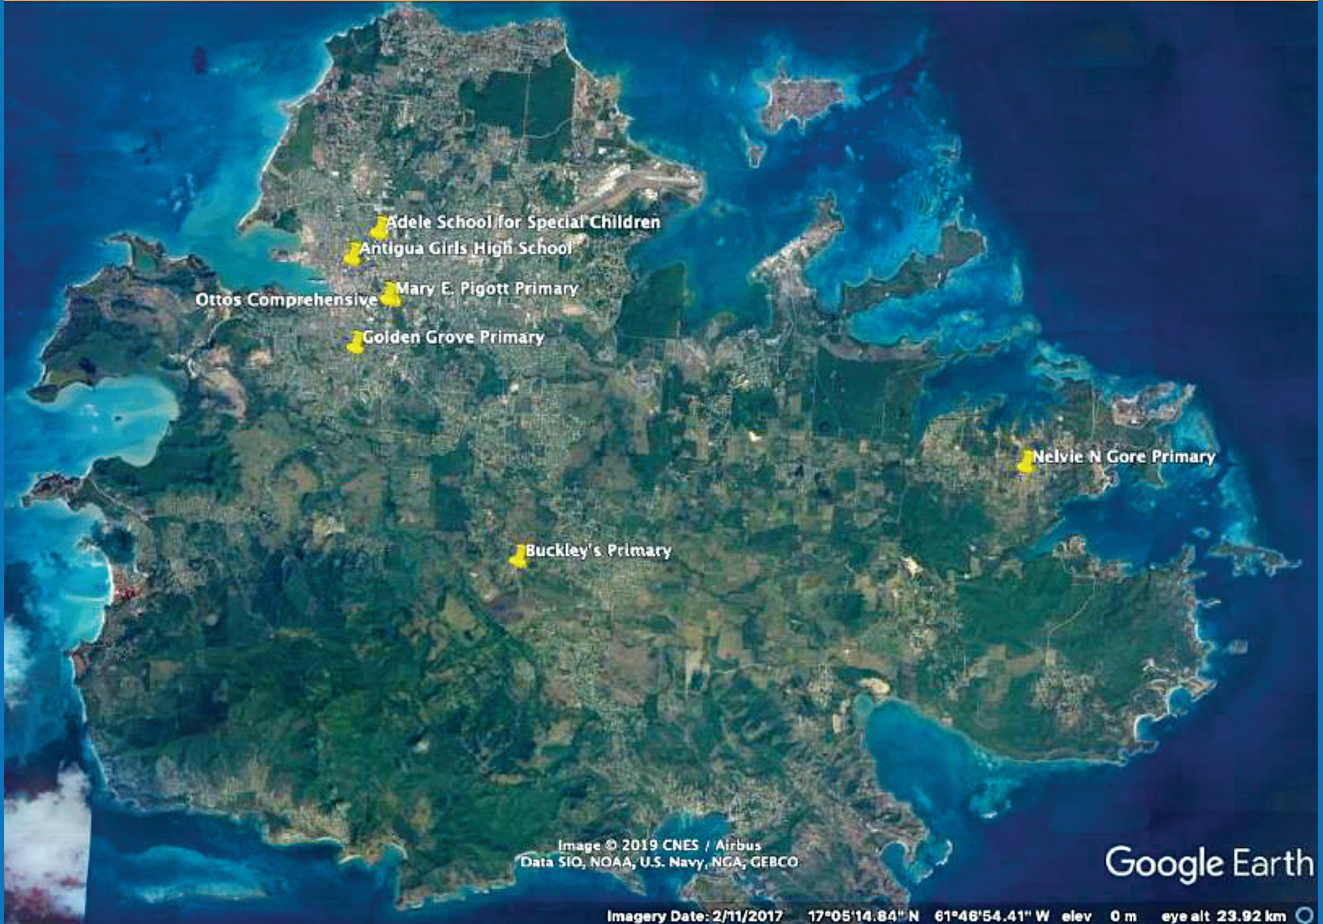 Adele School for Special Children
Antigua Girls High School
Mary E. Pigott Primary
Ottos Comprehensive
Golden Grove Primary
Nelvie N Gore Primary
Buckley's Primary
Image © 2019 CNES / Airbus
Data SIO, NOAA, U.S. Navy, NGA, GEBCO
Google Earth
Imagery Date: 2/11/2017 17°05'14.84" N 61°46'54.41" W elev 0 m eye alt 23.92 km